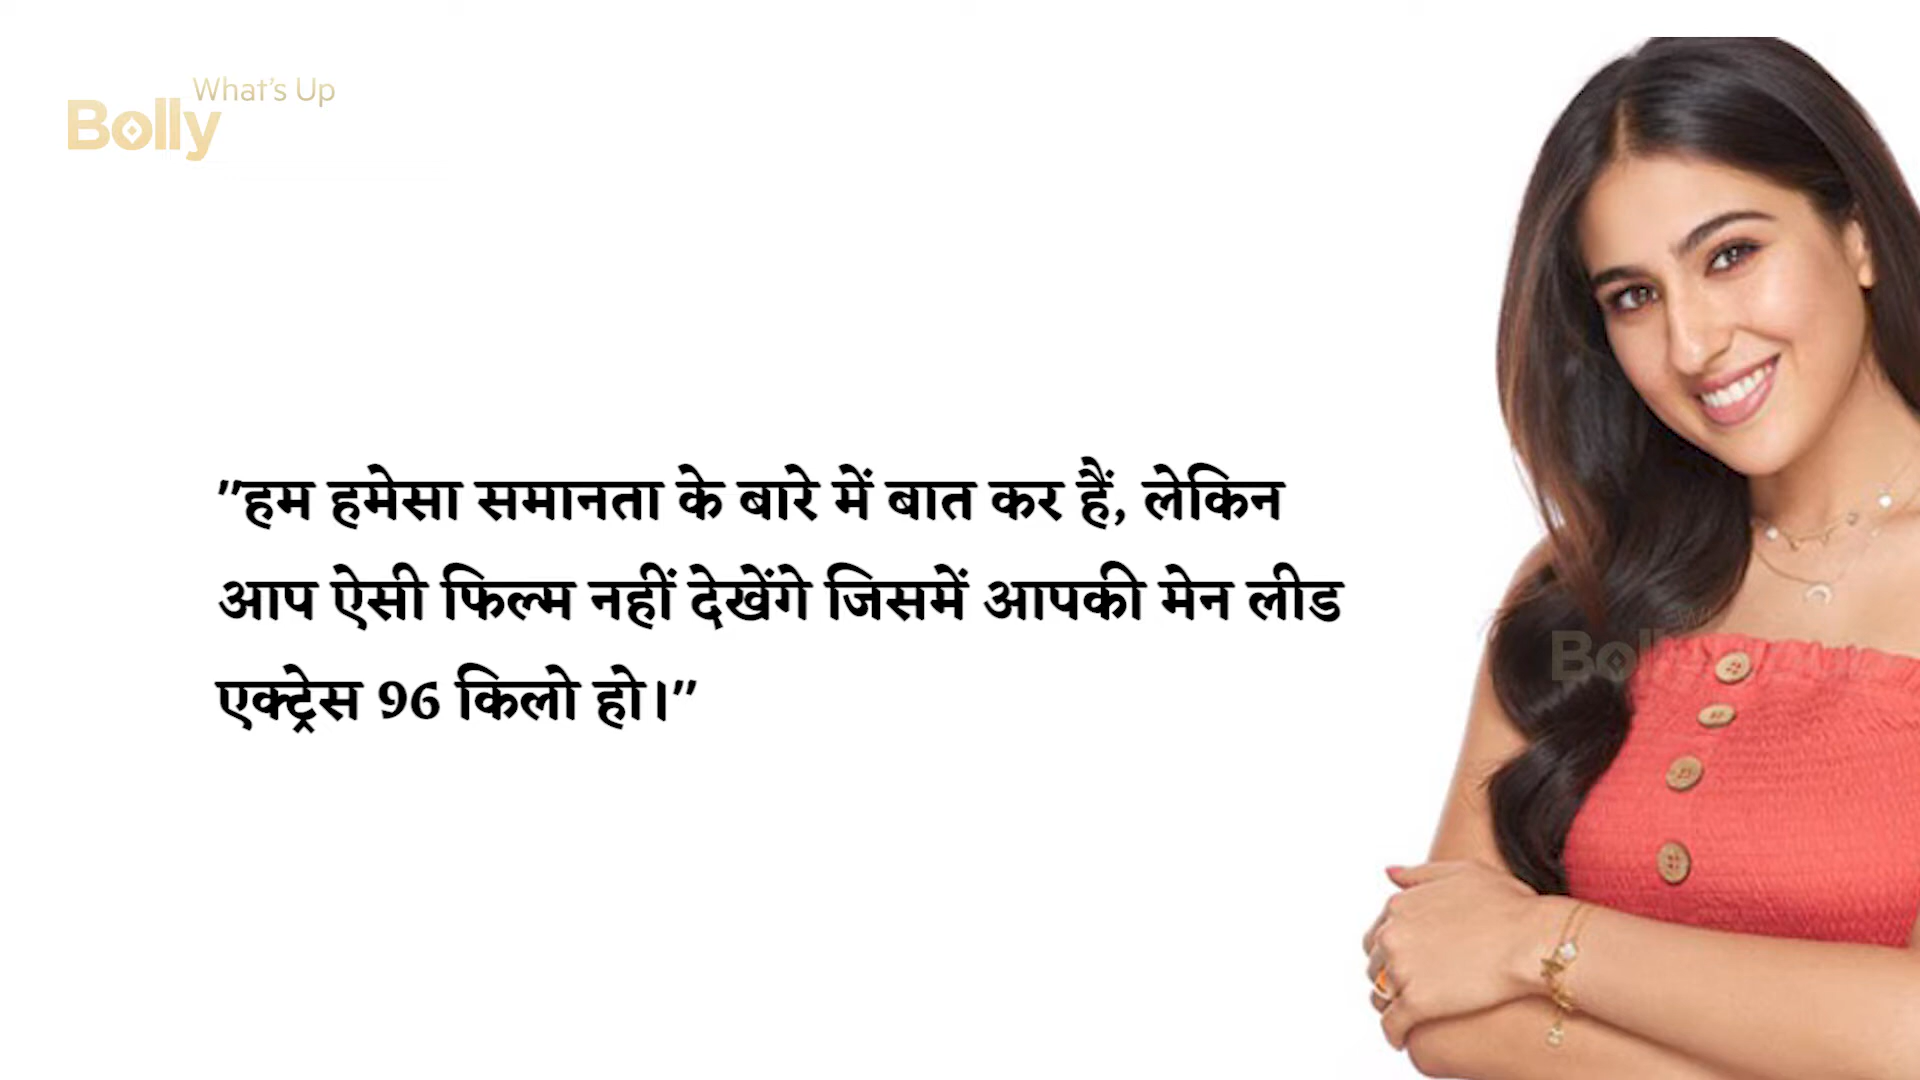 What's Up
Bolly
"हम हमेसा समानता के बारे में बात कर हैं, लेकिन
आप ऐसी फिल्म नहीं देखेंगे जिसमें आपकी मेन लीड
एक्ट्रेस 96 किलो हो।"